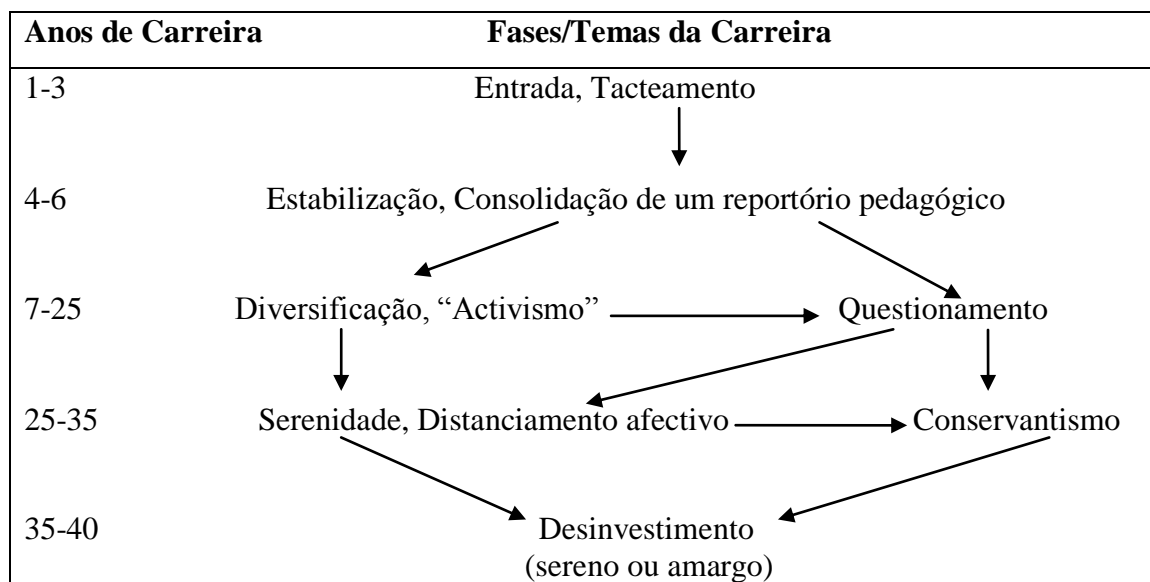 Anos de Carreira Fases/Temas da Carreira
1-3 Entrada, Tacteamento
4-6 Estabilização, Consolidação de um reportório pedagógico
7-25 Diversificação, “Activismo” Questionamento
25-35 Serenidade, Distanciamento afectivo Conservantismo
35-40 Desinvestimento
(sereno ou amargo)